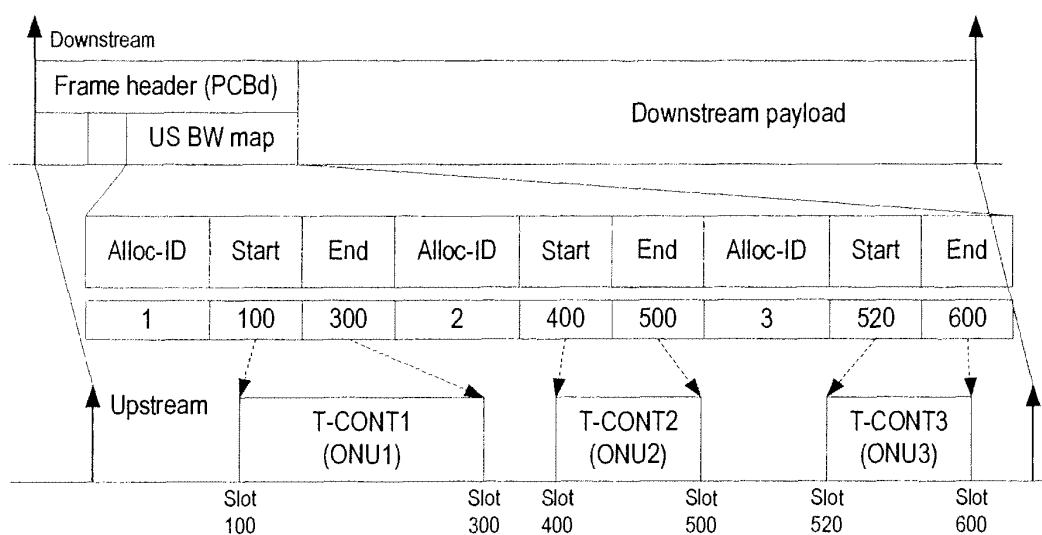 Downstream
Frame header (PCBd)
US BW map
Downstream payload
Alloc-ID Start End Alloc-ID Start End Alloc-ID Start End
1 100 300 2 400 500 3 520 600
Upstream
T-CONT1
(ONU1)
T-CONT2
(ONU2)
T-CONT3
(ONU3)
Slot
100
Slot
300
Slot
400
Slot
500
Slot
520
Slot
600